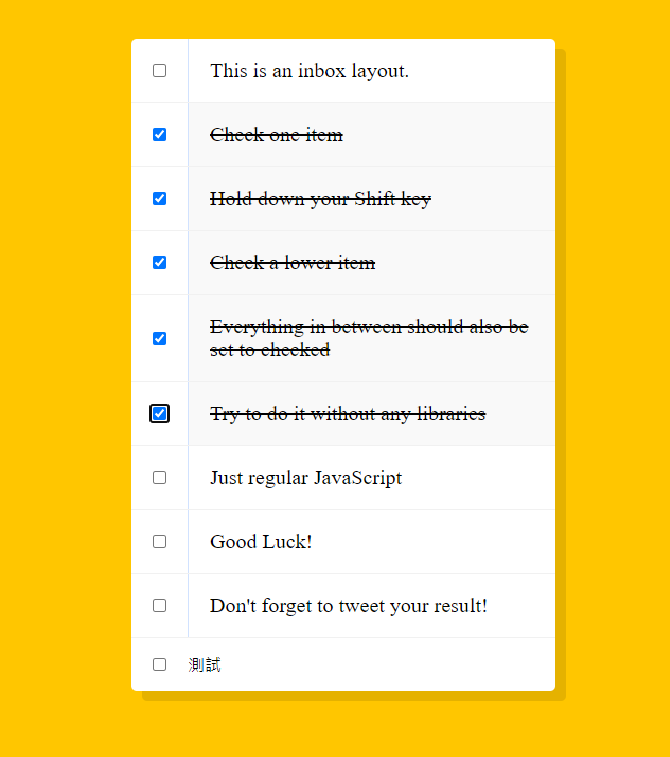 This is an inbox layout.
Check one item
Hold down your Shift key
Check a lower item
Everything in between should also be
set to checked
Try to do it without any libraries
Just regular JavaScript
Good Luck!
Don't forget to tweet your result!
測試